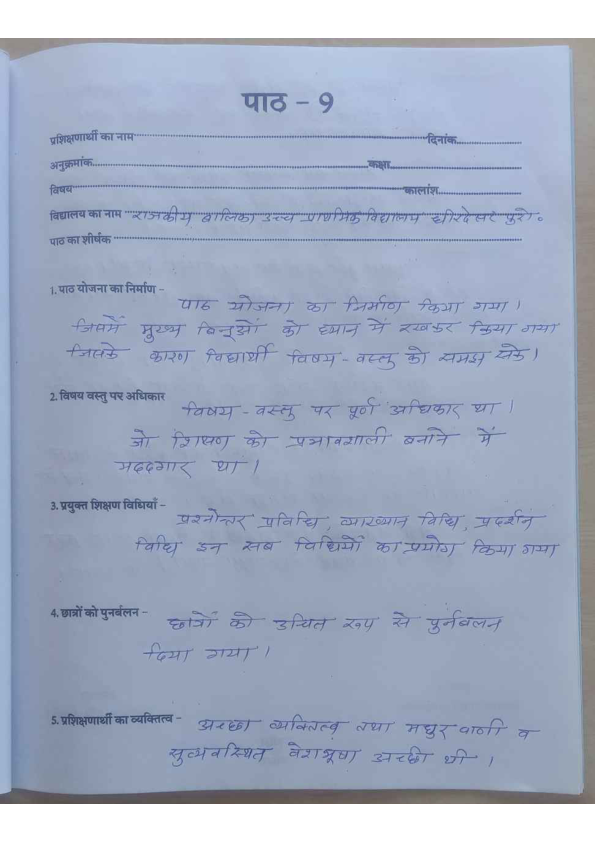 पाठ - 9
प्रशिक्षणार्थी का नाम दिनांक
अनुक्रमांक कक्षा
विषय कालांश
विद्यालय का नाम राजकीय बालिका उच्च प्राथमिक विद्यालय धीरदेसर पुरो०
पाठ का शीर्षक
1. पाठ योजना का निर्माण –
पाठ योजना का निर्माण किया गया।
जिसमें मुख्य बिन्दुओं को ध्यान में रखकर किया गया
जिसके कारण विद्यार्थी विषय-वस्तु को समझ सके।
2. विषय वस्तु पर अधिकार
विषय-वस्तु पर पूर्ण अधिकार था।
जो शिक्षण को प्रभावशाली बनाने में
मददगार था।
3. प्रयुक्त शिक्षण विधियाँ –
प्रश्नोत्तर प्रविधि, व्याख्यान विधि, प्रदर्शन
विधि इन सब विधियों का प्रयोग किया गया
4. छात्रों को पुनर्बलन –
छात्रों को उचित रूप से पुर्नबलन
दिया गया।
5. प्रशिक्षणार्थी का व्यक्तित्व –
अच्छा व्यक्तित्व तथा मधुर वाणी व
सुव्यवस्थित वेशभूषा अच्छी थी।